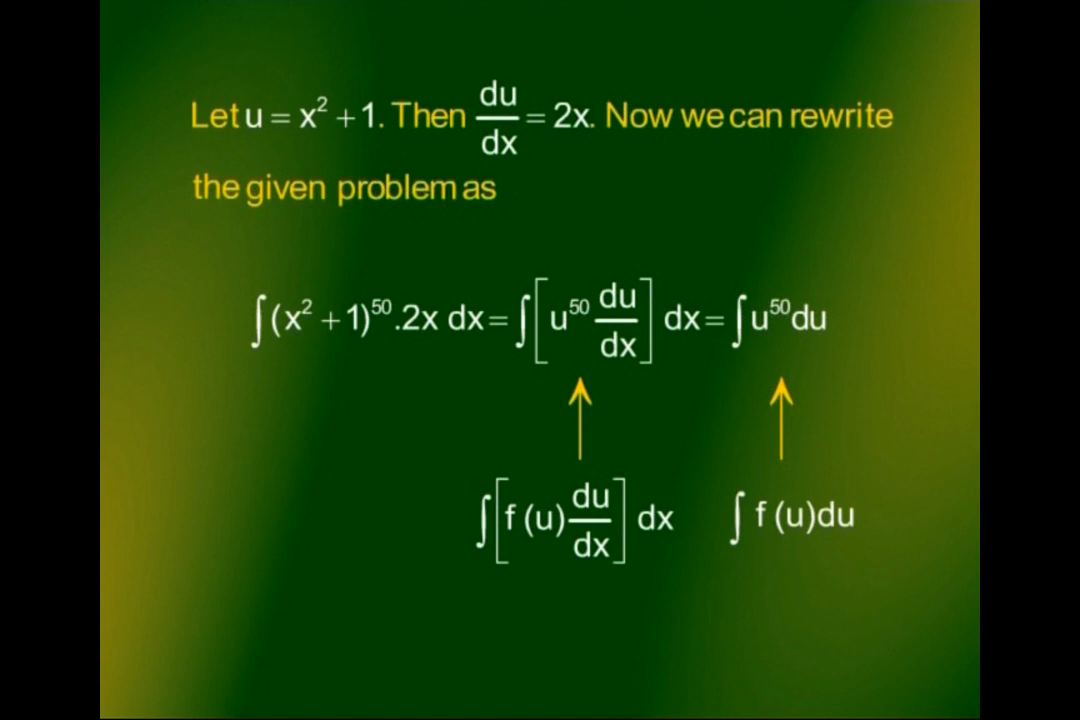 Let u = x² + 1. Then du/dx = 2x. Now we can rewrite
the given problem as
∫(x² + 1)⁵⁰.2x dx = ∫[u⁵⁰ du/dx] dx = ∫u⁵⁰du
∫[f (u) du/dx] dx ∫ f (u)du